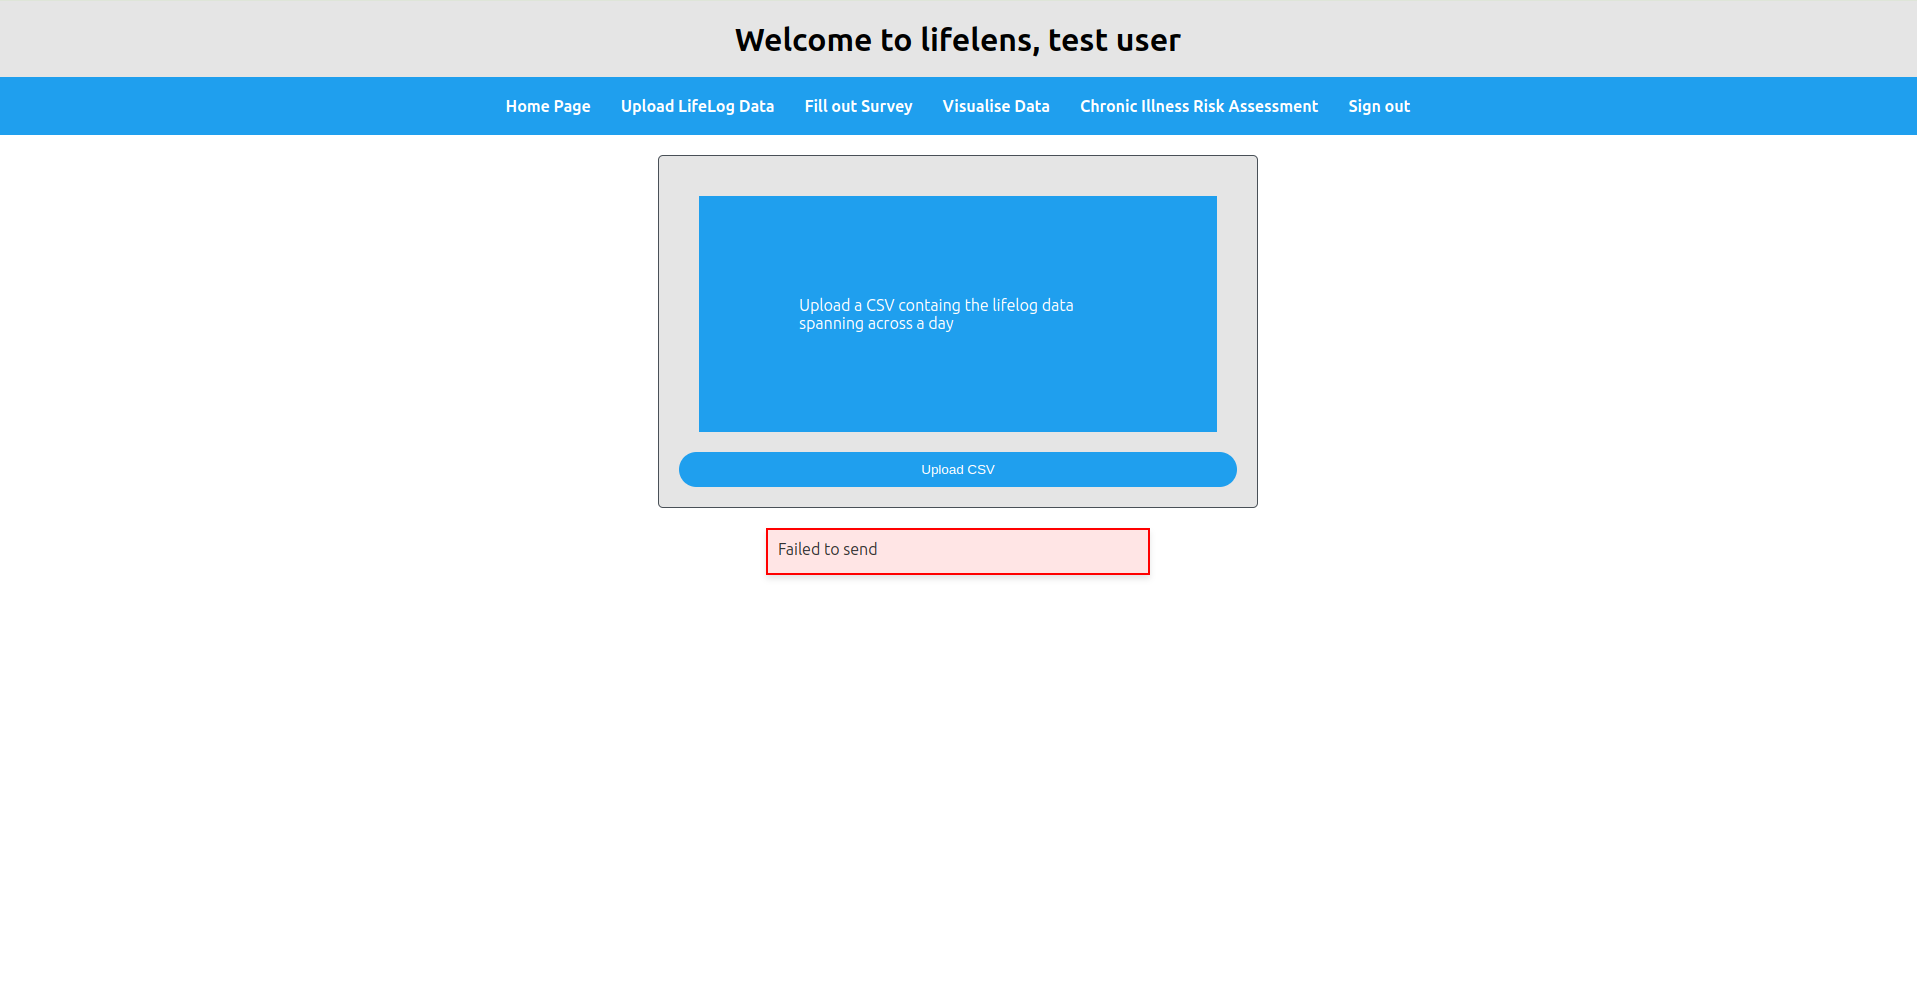 Welcome to lifelens, test user
Home Page Upload LifeLog Data Fill out Survey Visualise Data Chronic Illness Risk Assessment Sign out
Upload a CSV containg the lifelog data
spanning across a day
Upload CSV
Failed to send